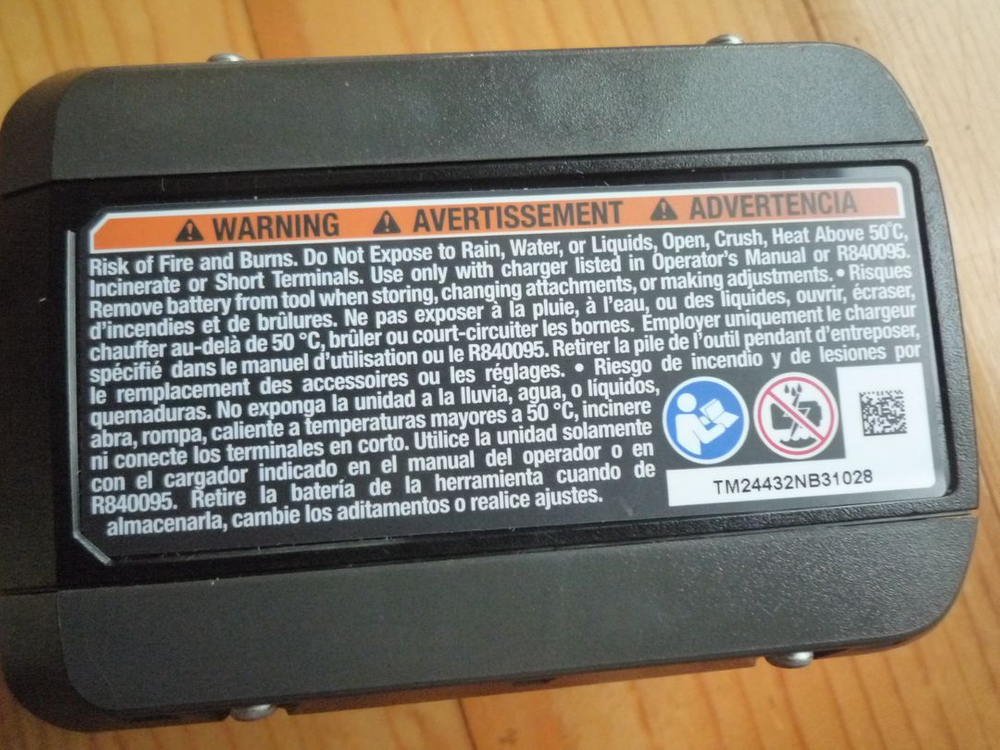 WARNING AVERTISSEMENT ADVERTENCIA
Risk of Fire and Burns. Do Not Expose to Rain, Water, or Liquids, Open, Crush, Heat Above 50°C,
Incinerate or Short Terminals. Use only with charger listed in Operator's Manual or R840095.
Remove battery from tool when storing, changing attachments, or making adjustments. • Risques
d'incendies et de brûlures. Ne pas exposer à la pluie, à l'eau, ou des liquides, ouvrir, écraser,
chauffer au-delà de 50 °C, brûler ou court-circuiter les bornes. Employer uniquement le chargeur
spécifié dans le manuel d'utilisation ou le R840095. Retirer la pile de l'outil pendant d'entreposer,
le remplacement des accessoires ou les réglages. • Riesgo de incendio y de lesiones por
quemaduras. No exponga la unidad a la lluvia, agua, o líquidos,
abra, rompa, caliente a temperaturas mayores a 50 °C, incinere
ni conecte los terminales en corto. Utilice la unidad solamente
con el cargador indicado en el manual del operador o en
R840095. Retire la batería de la herramienta cuando de
almacenarla, cambie los aditamentos o realice ajustes.
TM24432NB31028